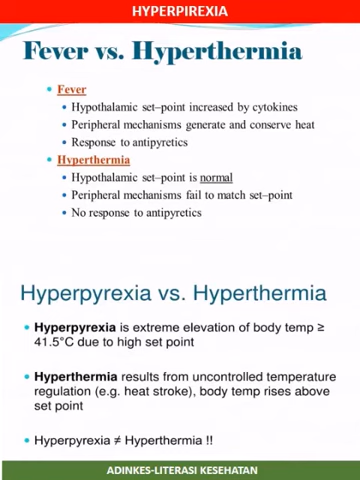 HYPERPIREXIA
Fever vs. Hyperthermia
Fever
Hypothalamic set–point increased by cytokines
Peripheral mechanisms generate and conserve heat
Response to antipyretics
Hyperthermia
Hypothalamic set–point is normal
Peripheral mechanisms fail to match set–point
No response to antipyretics
Hyperpyrexia vs. Hyperthermia
Hyperpyrexia is extreme elevation of body temp ≥
41.5°C due to high set point
Hyperthermia results from uncontrolled temperature
regulation (e.g. heat stroke), body temp rises above
set point
Hyperpyrexia ≠ Hyperthermia !!
ADINKES-LITERASI KESEHATAN